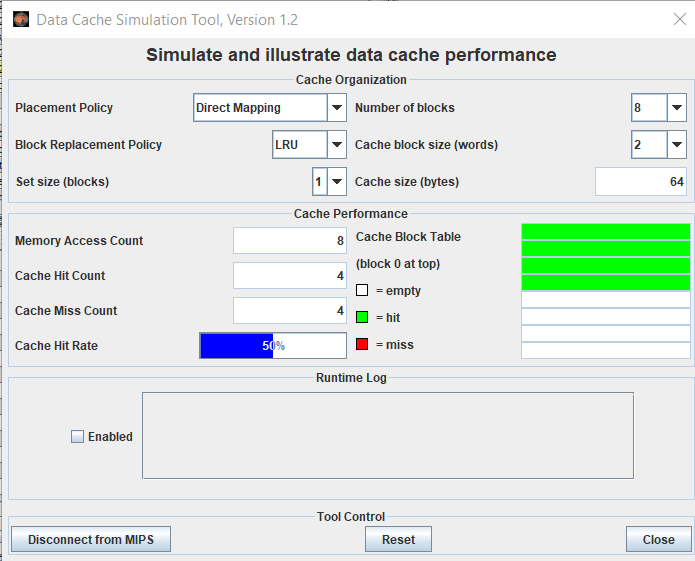 Data Cache Simulation Tool, Version 1.2
Simulate and illustrate data cache performance
Cache Organization
Placement Policy Direct Mapping Number of blocks 8
Block Replacement Policy LRU Cache block size (words) 2
Set size (blocks) 1 Cache size (bytes) 64
Cache Performance
Memory Access Count 8 Cache Block Table
(block 0 at top)
Cache Hit Count 4
= empty
Cache Miss Count 4
= hit
Cache Hit Rate 50% = miss
Runtime Log
Enabled
Tool Control
Disconnect from MIPS Reset Close